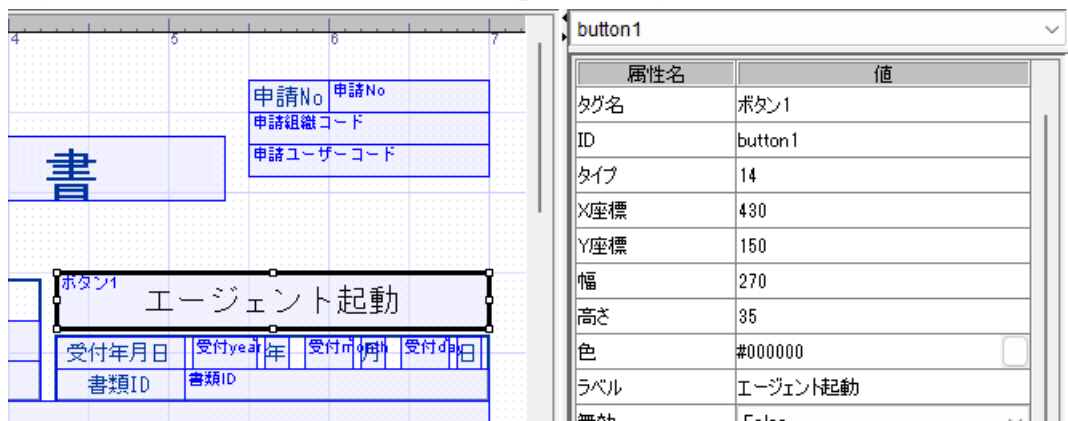 button1
4 5 6 7
属性名 値
タグ名 ボタン1
ID button1
タイプ 14
X座標 430
Y座標 150
幅 270
高さ 35
色 #000000
ラベル エージェント起動
申請No 申請No
申請組織コード
申請ユーザーコード
書
ボタン1
エージェント起動
受付年月日 受付year 年 受付month 月 受付day 日
書類ID 書類ID